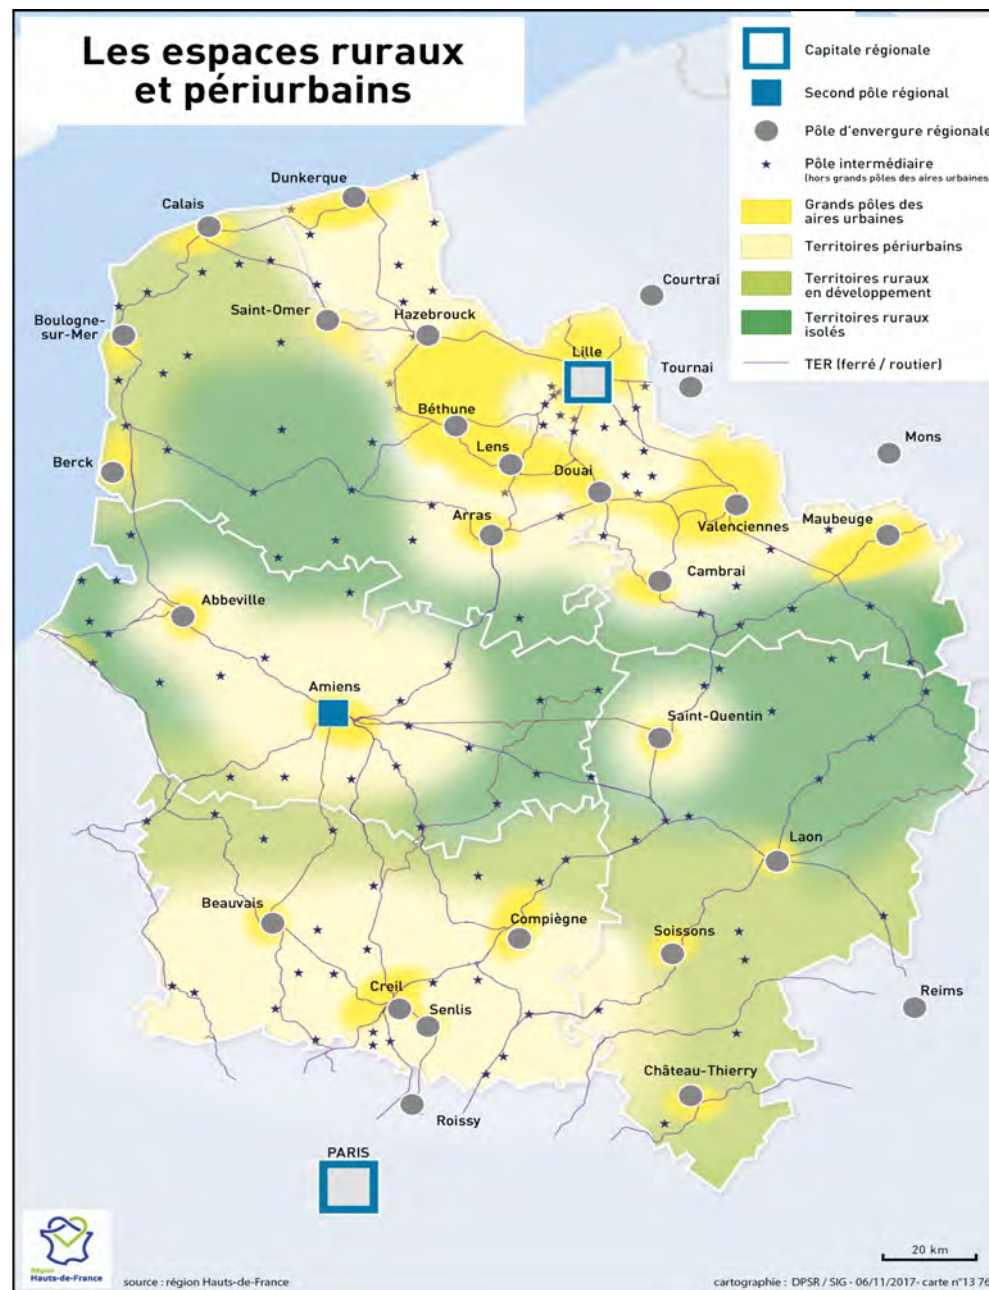 Les espaces ruraux
et périurbains
Capitale régionale
Second pôle régional
Pôle d'envergure régionale
Pôle intermédiaire
(hors grands pôles des aires urbaines
Grands pôles des
aires urbaines
Territoires périurbains
Territoires ruraux
en développement
Territoires ruraux
isolés
TER (ferré / routier)
Dunkerque
Calais
Courtrai
Saint-Omer
Hazebrouck
Boulogne-
sur-Mer
Lille
Tournai
Béthune
Mons
Lens
Berck
Douai
Arras
Valenciennes
Maubeuge
Cambrai
Abbeville
Amiens
Saint-Quentin
Laon
Beauvais
Compiègne
Soissons
Creil
Senlis
Reims
Château-Thierry
Roissy
PARIS
20 km
Région
Hauts-de-France
source : région Hauts-de-France
cartographie : DPSR / SIG - 06/11/2017- carte n°13 76